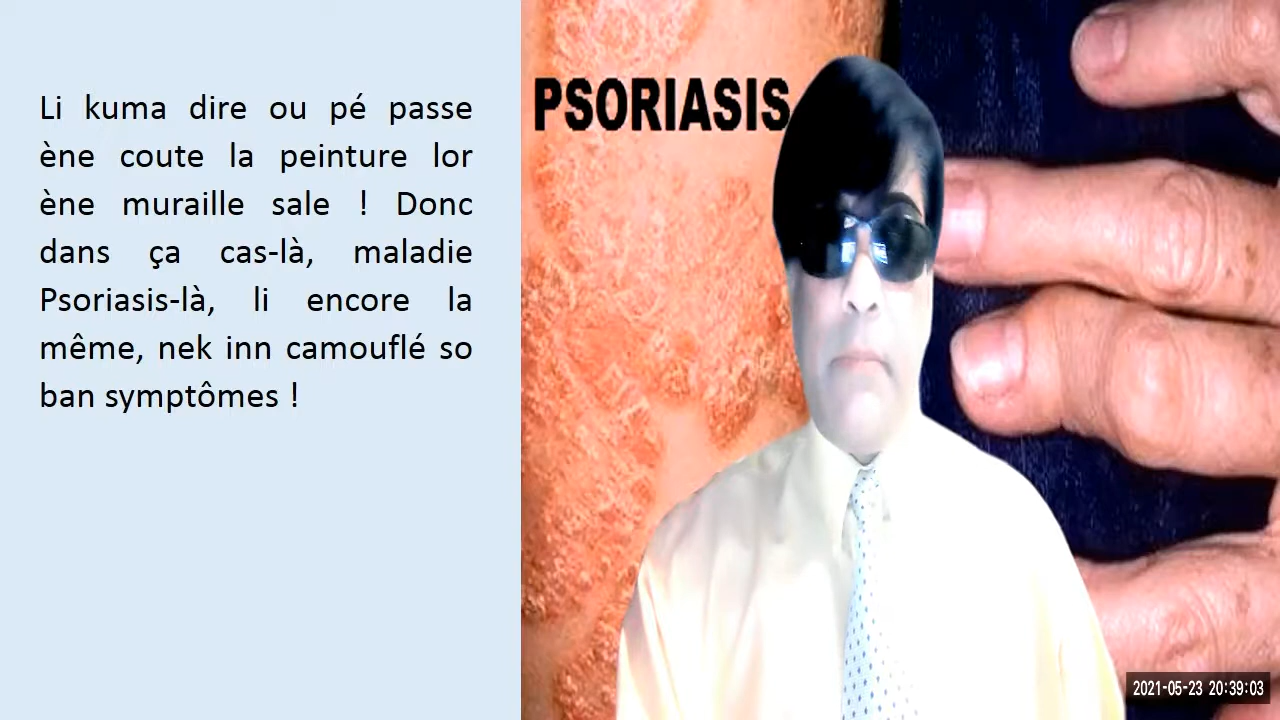 Li kuma dire ou pé passe
ène coute la peinture lor
ène muraille sale ! Donc
dans ça cas-là, maladie
Psoriasis-là, li encore la
même, nek inn camouflé so
ban symptômes !
PSORIASIS
2021-05-23 20:39:03